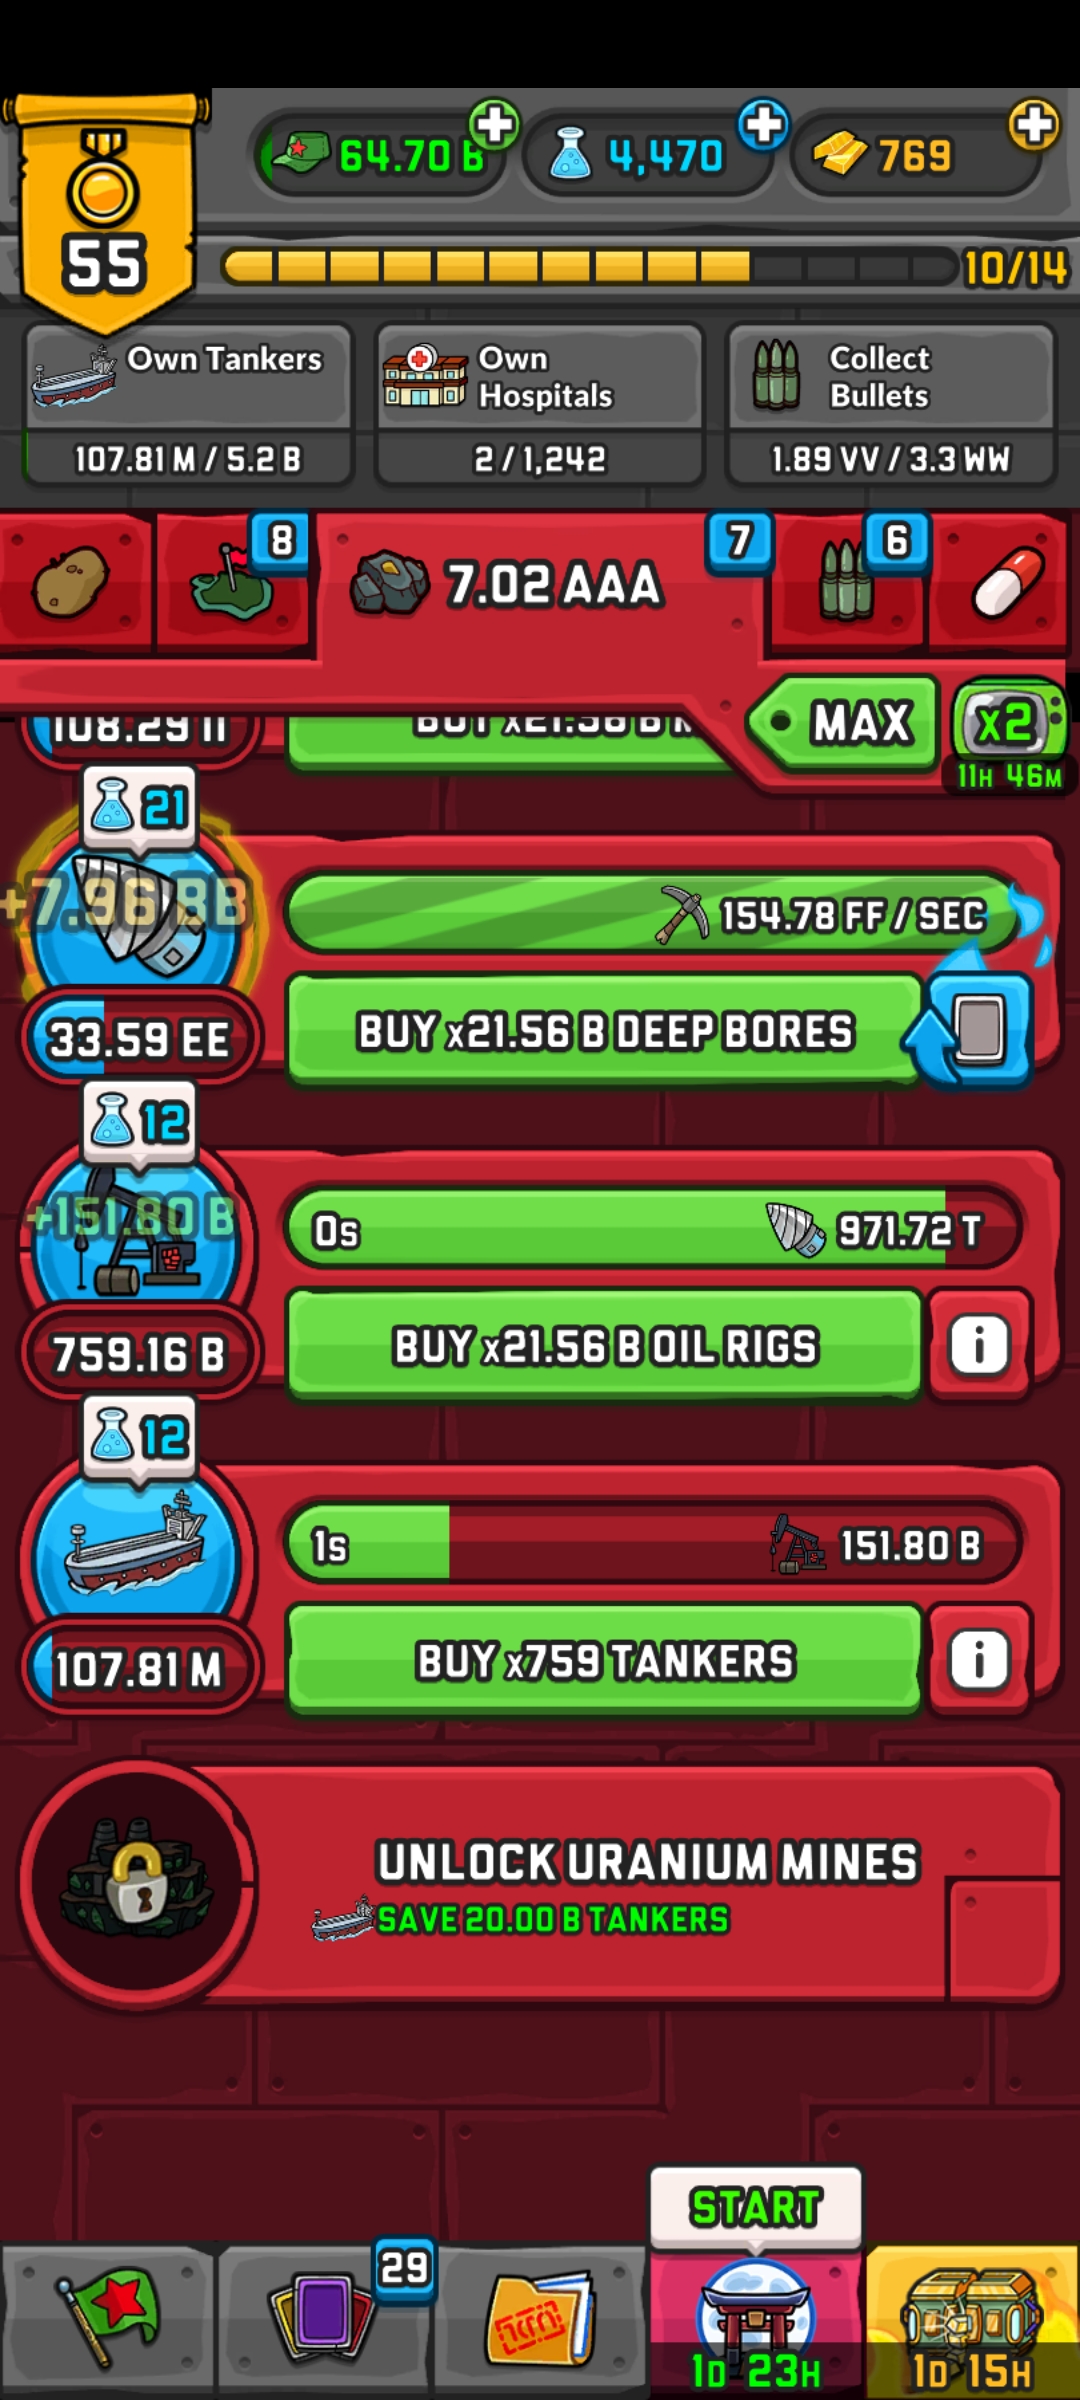 64.70 B
4,470
769
55
10/14
Own Tankers
107.81 M / 5.2 B
Own
Hospitals
2 / 1,242
Collect
Bullets
1.89 VV / 3.3 WW
8
7.02 AAA
7
6
MAX
x2
11H 46M
21
+7.96 BB
154.78 FF / SEC
33.59 EE
BUY x21.56 B DEEP BORES
12
+151.80 B
0s
971.72 T
759.16 B
BUY x21.56 B OIL RIGS
i
12
1s
151.80 B
107.81 M
BUY x759 TANKERS
i
UNLOCK URANIUM MINES
SAVE 20.00 B TANKERS
START
29
1D 23H
1D 15H